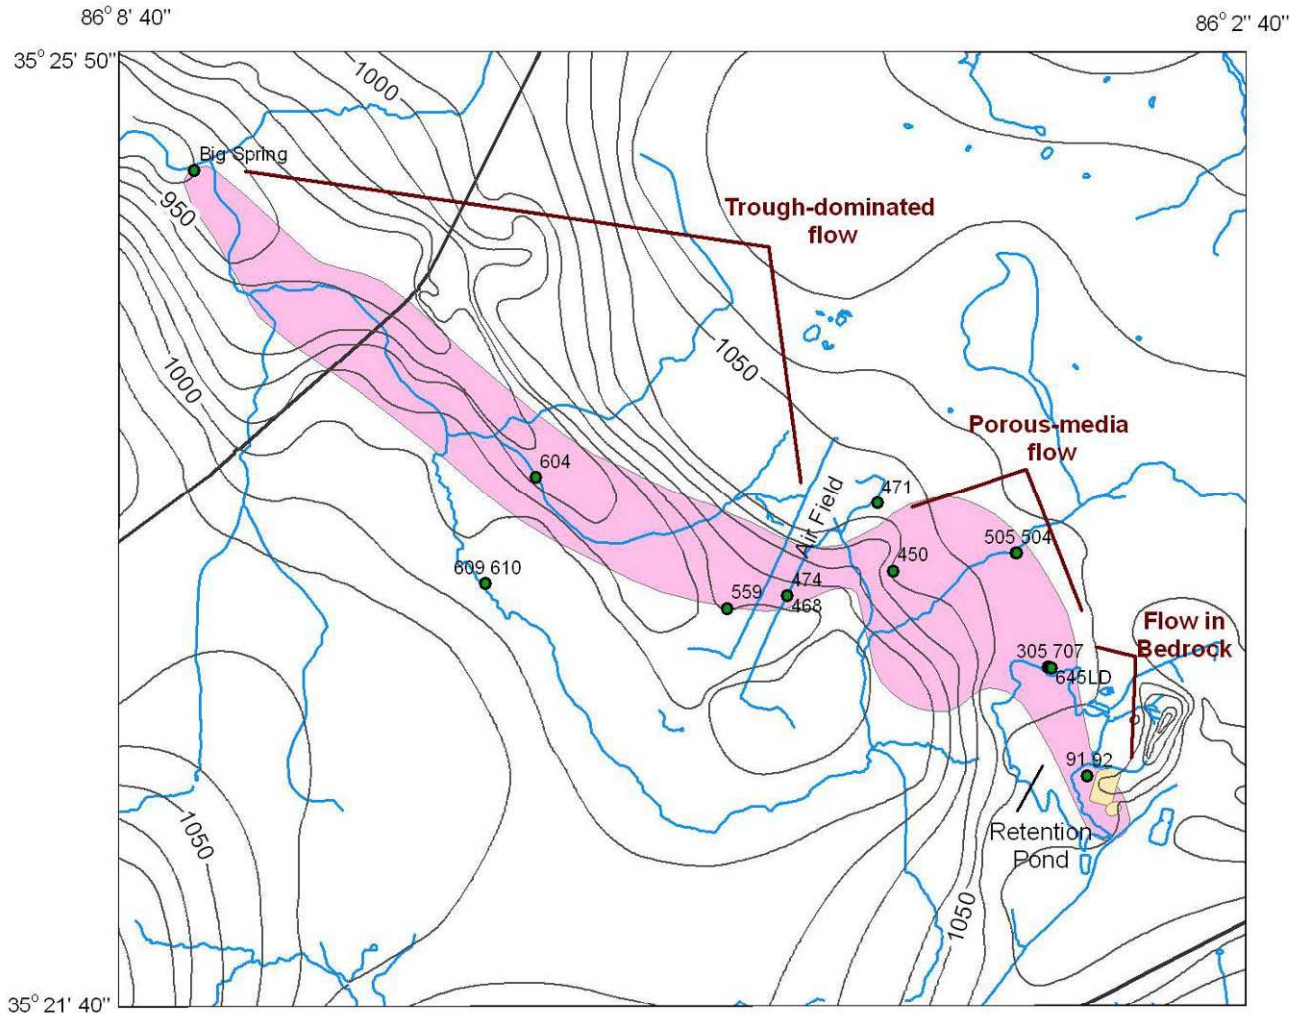 86° 8' 40"
86° 2" 40"
35° 25' 50"
1000
Big Spring
950
Trough-dominated
flow
1050
1000
Porous-media
flow
604
471
Air Field
505 504
450
609 610
474
559
468
Flow in
Bedrock
305 707
645LD
91 92
1050
Retention
Pond
1050
35° 21' 40"